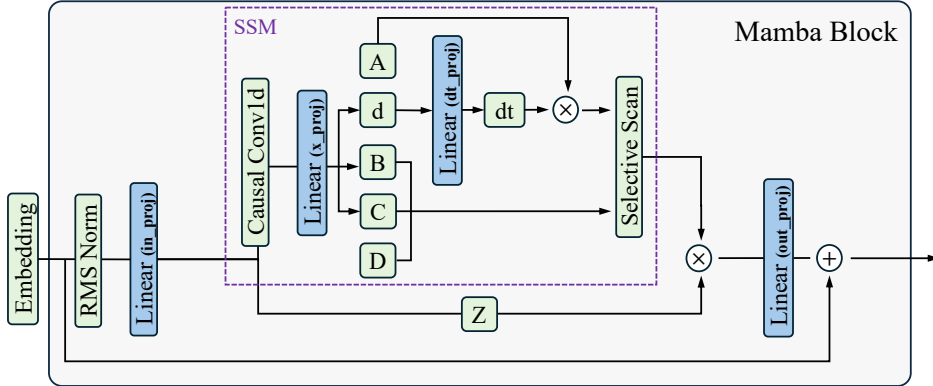 Mamba Block
SSM
Embedding
RMS Norm
Linear (in_proj)
Causal Conv1d
Linear (x_proj)
A
d
B
C
D
Linear (dt_proj)
dt
×
Selective Scan
Z
×
Linear (out_proj)
+